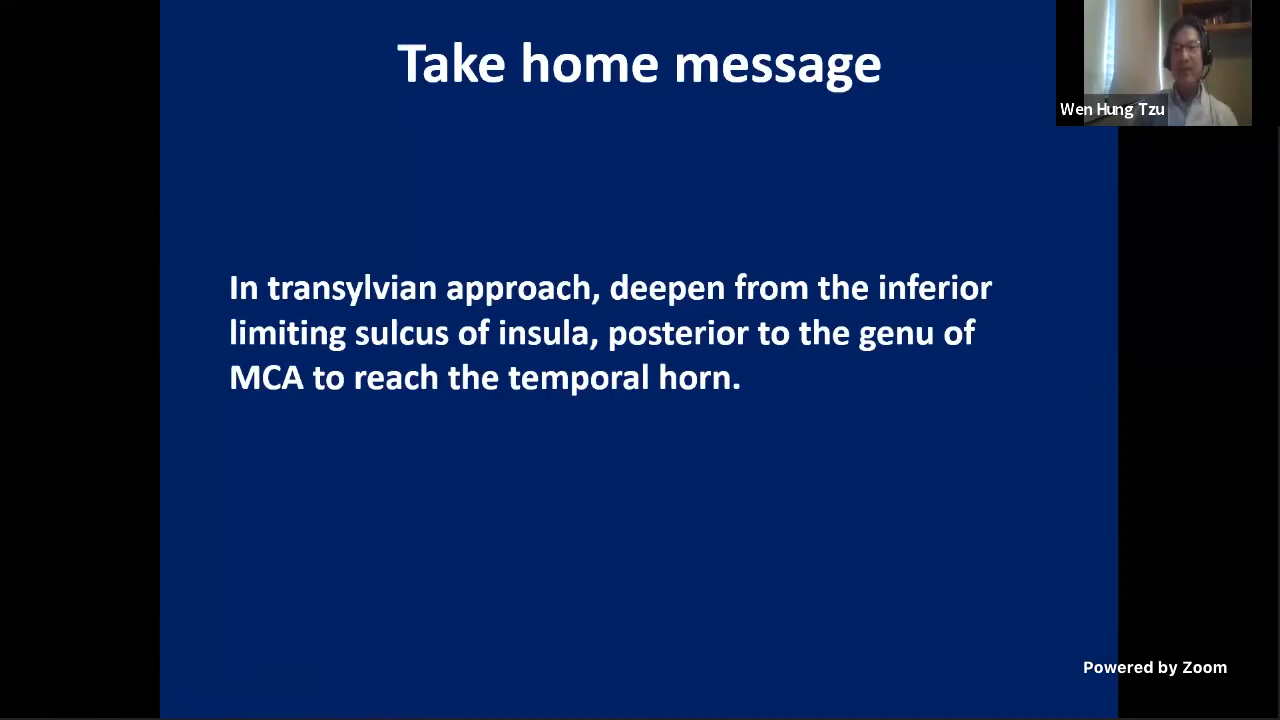 Take home message
Wen Hung Tzu
In transylvian approach, deepen from the inferior
limiting sulcus of insula, posterior to the genu of
MCA to reach the temporal horn.
Powered by Zoom